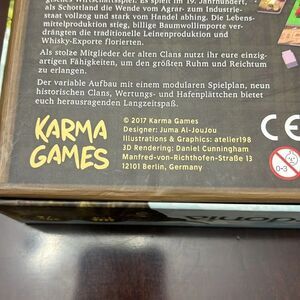 Es spielt im 19. Jahrhundert,
als Schottland die Wende vom Agrar- zum Industrie-
staat vollzog und stark vom Handel abhing. Die Lebens-
mittelproduktion stieg, billige Baumwollimporte ver-
drängten die traditionelle Leinenproduktion und
Whisky-Exporte florierten.
Als stolze Mitglieder der alten Clans nutzt ihr eure einzig-
artigen Fähigkeiten, um den größten Ruhm und Reichtum
zu erlangen.
Der variable Aufbau mit einem modularen Spielplan, neun
historischen Clans, Wertungs- und Hafenplättchen bietet
euch herausragenden Langzeitspaß.
KARMA
GAMES
© 2017 Karma Games
Designer: Juma Al-JouJou
Illustrations & Graphics: atelier198
3D Rendering: Daniel Cunningham
Manfred-von-Richthofen-Straße 13
12101 Berlin, Germany
CE
0-3